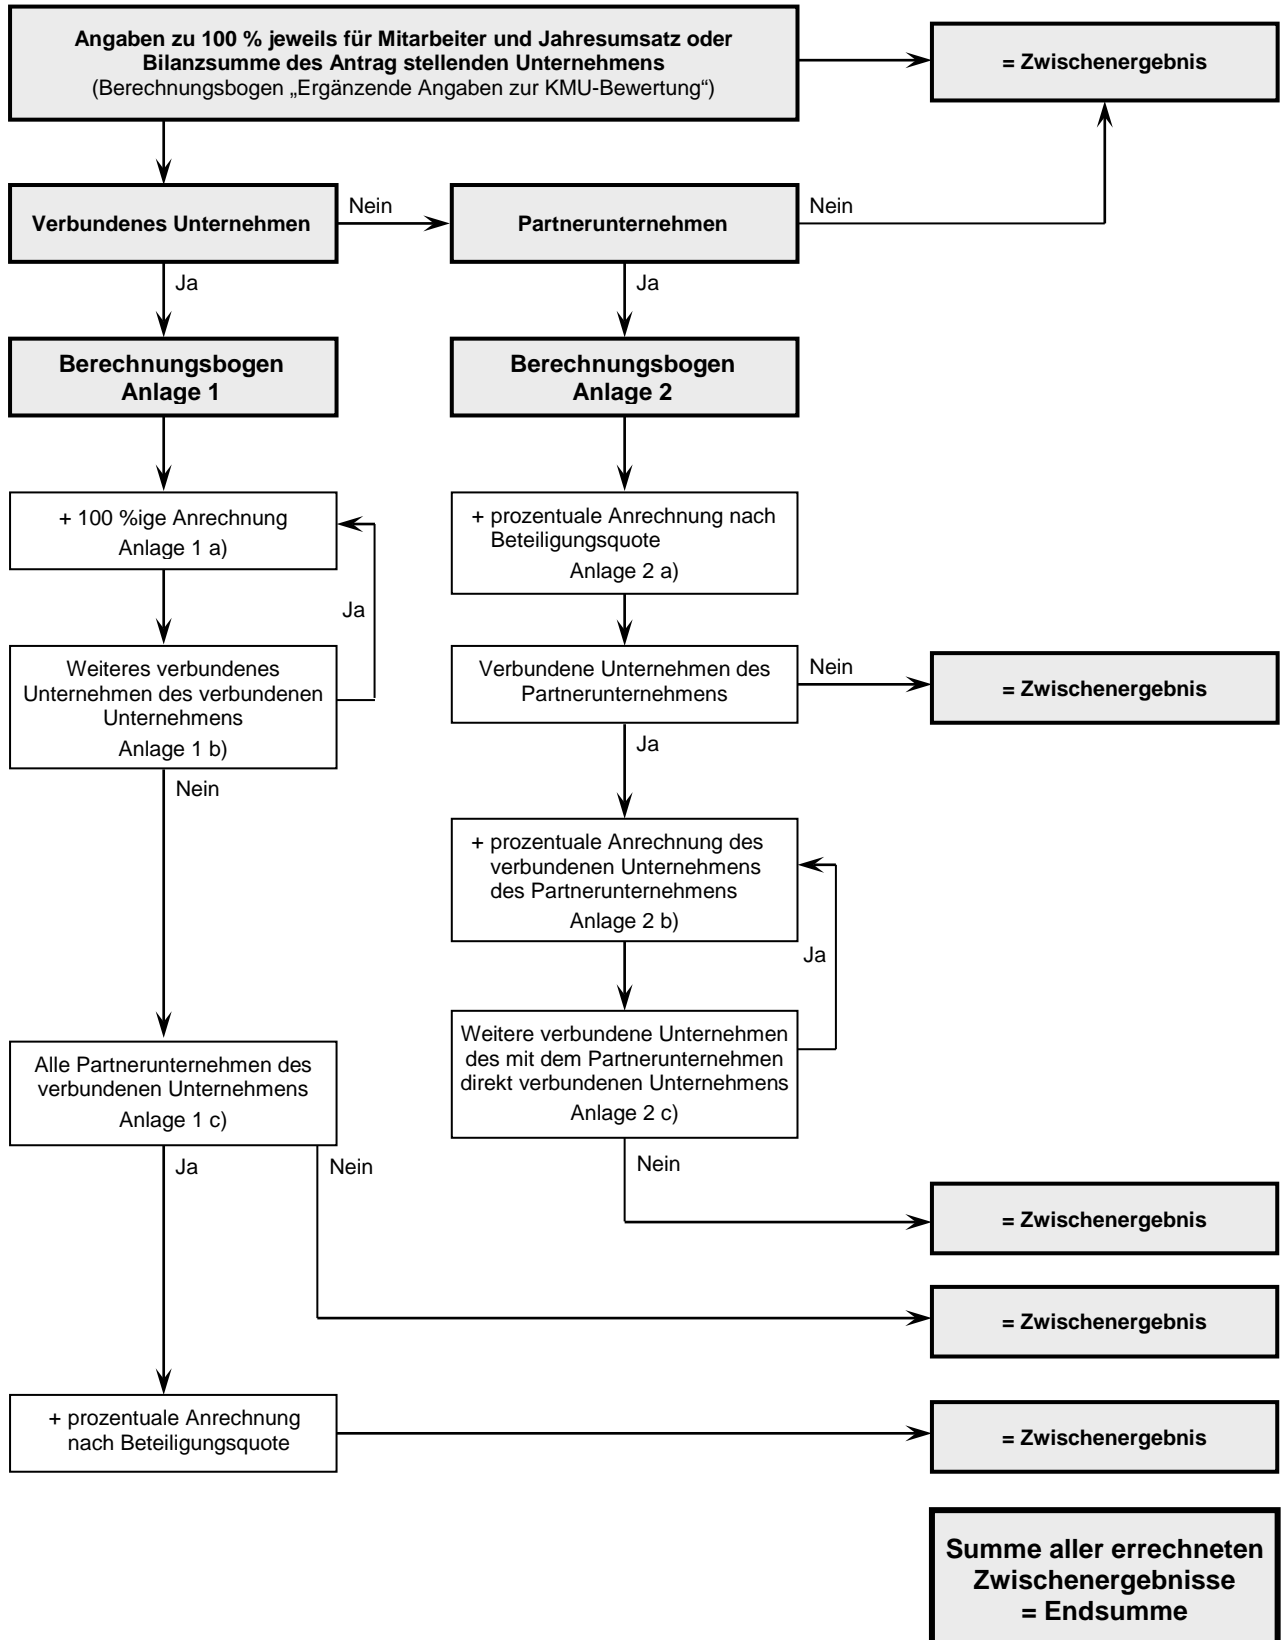 Angaben zu 100 % jeweils für Mitarbeiter und Jahresumsatz oder
Bilanzsumme des Antrag stellenden Unternehmens
(Berechnungsbogen „Ergänzende Angaben zur KMU-Bewertung“)
= Zwischenergebnis
Verbundenes Unternehmen
Nein
Partnerunternehmen
Nein
Ja
Ja
Berechnungsbogen
Anlage 1
Berechnungsbogen
Anlage 2
+ 100 %ige Anrechnung
Anlage 1 a)
+ prozentuale Anrechnung nach
Beteiligungsquote
Anlage 2 a)
Ja
Weiteres verbundenes
Unternehmen des verbundenen
Unternehmens
Anlage 1 b)
Verbundene Unternehmen des
Partnerunternehmens
Nein
= Zwischenergebnis
Ja
Nein
+ prozentuale Anrechnung des
verbundenen Unternehmens
des Partnerunternehmens
Anlage 2 b)
Ja
Weitere verbundene Unternehmen
des mit dem Partnerunternehmen
direkt verbundenen Unternehmens
Anlage 2 c)
Alle Partnerunternehmen des
verbundenen Unternehmens
Anlage 1 c)
Ja
Nein
Nein
= Zwischenergebnis
= Zwischenergebnis
+ prozentuale Anrechnung
nach Beteiligungsquote
= Zwischenergebnis
Summe aller errechneten
Zwischenergebnisse
= Endsumme